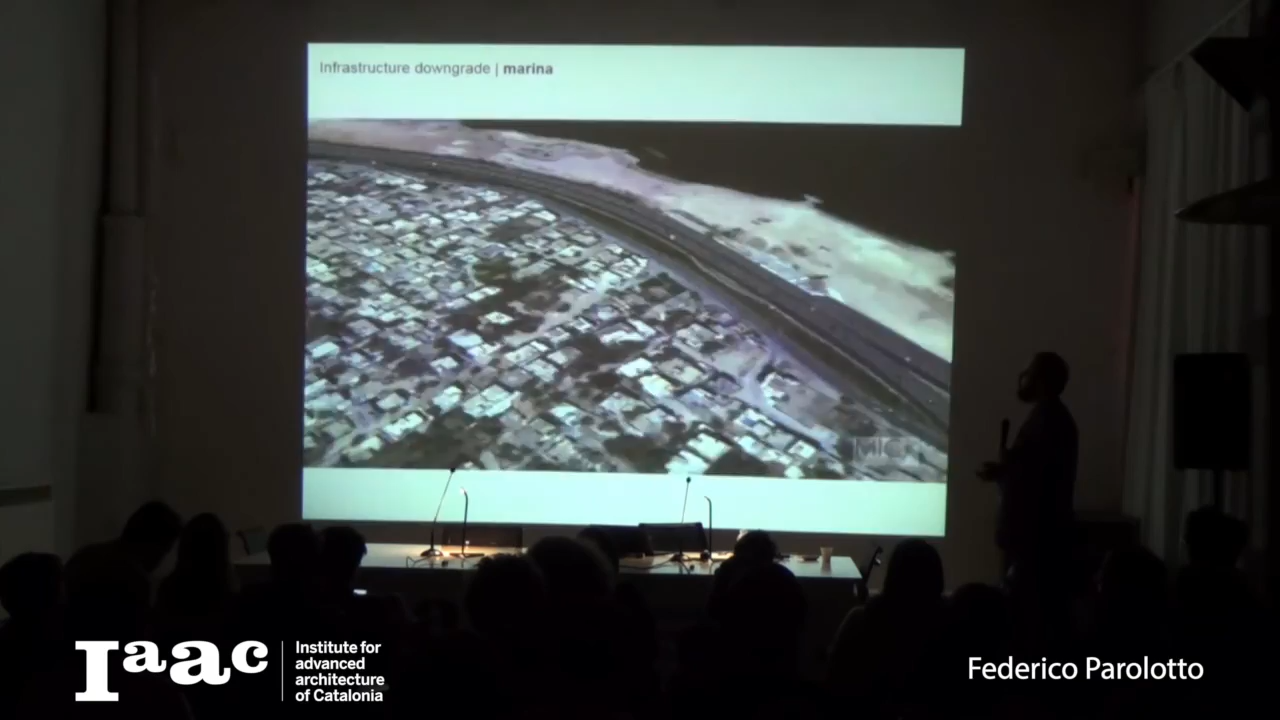 Infrastructure downgrade | marina
Iaac
Institute for
advanced
architecture
of Catalonia
Federico Parolotto